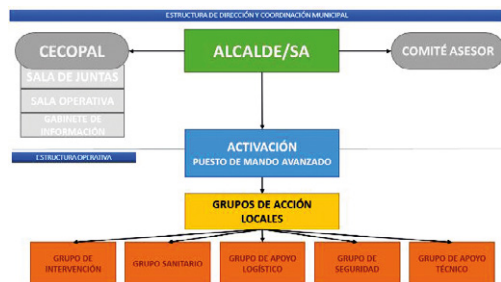 ESTRUCTURA DE DIRECCIÓN Y COORDINACIÓN MUNICIPAL
CECOPAL
ALCALDE/SA
COMITÉ ASESOR
SALA DE JUNTAS
SALA OPERATIVA
GABINETE DE
INFORMACIÓN
ACTIVACIÓN
PUESTO DE MANDO AVANZADO
ESTRUCTURA OPERATIVA
GRUPOS DE ACCIÓN
LOCALES
GRUPO DE
INTERVENCIÓN
GRUPO SANITARIO
GRUPO DE APOYO
LOGÍSTICO
GRUPO DE
SEGURIDAD
GRUPO DE APOYO
TÉCNICO